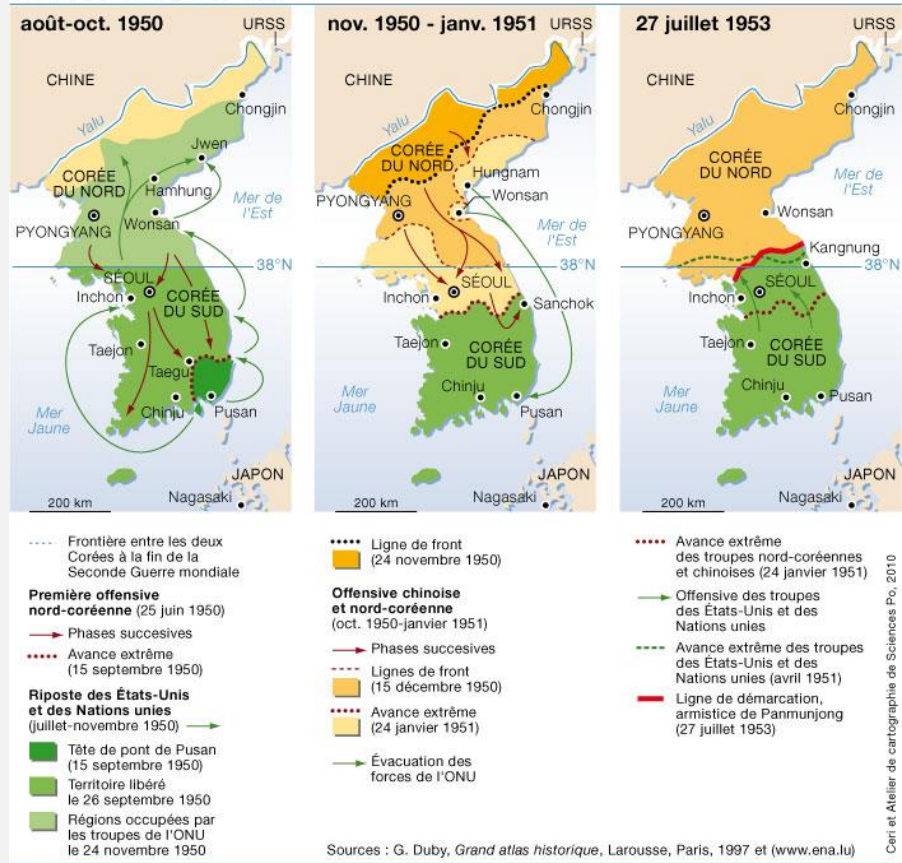 août-oct. 1950
URSS
CHINE
Yalu
Chongjin
Jwen
CORÉE
DU NORD
Hamhung
Mer de
l'Est
PYONGYANG
Wonsan
SÉOUL
Inchon
CORÉE
DU SUD
Taejon
Taegu
Mer
Jaune
Chinju
Pusan
JAPON
200 km
Nagasaki
nov. 1950 - janv. 1951
URSS
CHINE
Yalu
Chongjin
CORÉE
DU NORD
Hungnam
PYONGYANG
Wonsan
Mer de
l'Est
SÉOUL
Inchon
Sanchok
Taejon
CORÉE
DU SUD
Chinju
Mer
Jaune
Pusan
JAPON
200 km
Nagasaki
27 juillet 1953
URSS
CHINE
Yalu
Chongjin
CORÉE
DU NORD
Mer de
l'Est
Wonsan
PYONGYANG
Kangnung
38°N
38°N
38°N
SÉOUL
Inchon
Taejon
CORÉE
DU SUD
Chinju
Mer
Jaune
Pusan
JAPON
200 km
Nagasaki
Frontière entre les deux
Corées à la fin de la
Seconde Guerre mondiale
Première offensive
nord-coréenne (25 juin 1950)
Phases succesives
Avance extrême
(15 septembre 1950)
Riposte des États-Unis
et des Nations unies
(juillet-novembre 1950)
Tête de pont de Pusan
(15 septembre 1950)
Territoire libéré
le 26 septembre 1950
Régions occupées par
les troupes de l'ONU
le 24 novembre 1950
Ligne de front
(24 novembre 1950)
Offensive chinoise
et nord-coréenne
(oct. 1950-janvier 1951)
Phases succesives
Lignes de front
(15 décembre 1950)
Avance extrême
(24 janvier 1951)
Évacuation des
forces de l'ONU
Avance extrême
des troupes nord-coréennes
et chinoises (24 janvier 1951)
Offensive des troupes
des États-Unis et des
Nations unies
Avance extrême des troupes
des États-Unis et des
Nations unies (avril 1951)
Ligne de démarcation,
armistice de Panmunjong
(27 juillet 1953)
Sources : G. Duby, Grand atlas historique, Larousse, Paris, 1997 et (www.ena.lu)
Ceri et Atelier de cartographie de Sciences Po, 2010